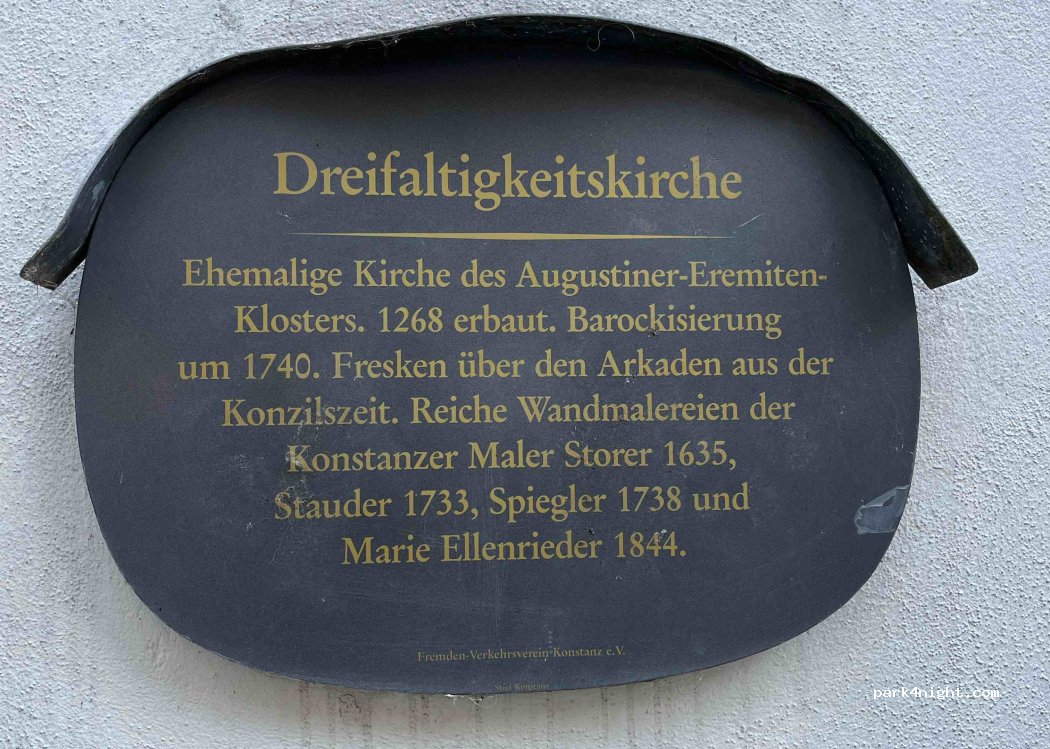 Dreifaltigkeitskirche
Ehemalige Kirche des Augustiner-Eremiten-
Klosters. 1268 erbaut. Barockisierung
um 1740. Fresken über den Arkaden aus der
Konzilszeit. Reiche Wandmalereien der
Konstanzer Maler Storer 1635,
Stauder 1733, Spiegler 1738 und
Marie Ellenrieder 1844.
Fremden-Verkehrsverein Konstanz e.V.
Stief Konstanz
park4night.com